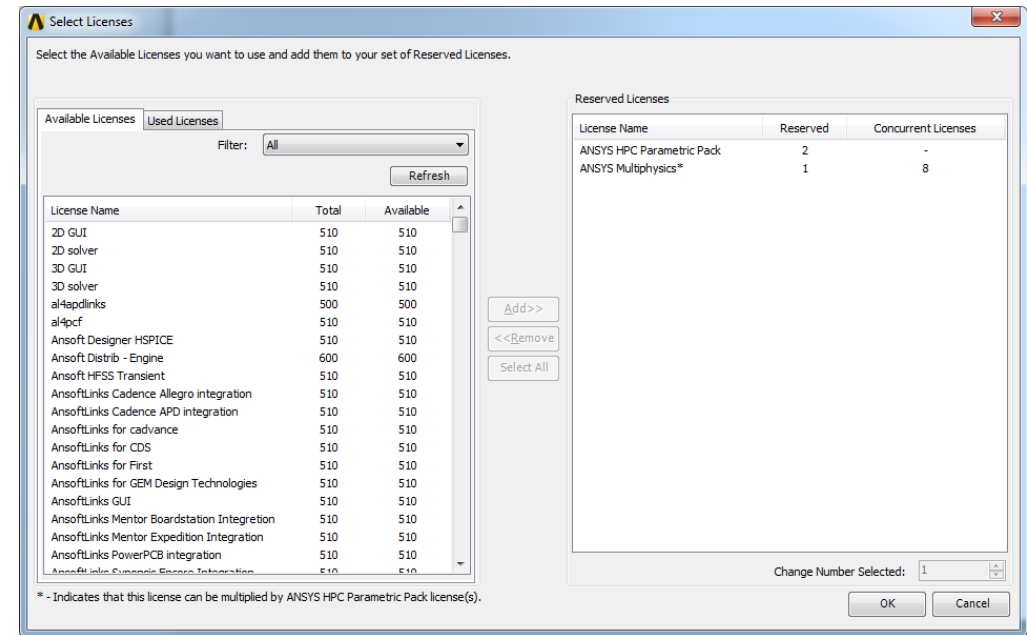 Select Licenses
Select the Available Licenses you want to use and add them to your set of Reserved Licenses.
Available Licenses Used Licenses
Filter: All
Refresh
License Name Total Available
2D GUI 510 510
2D solver 510 510
3D GUI 510 510
3D solver 510 510
al4apdlinks 500 500
al4pcf 510 510
Ansoft Designer HSPICE 510 510
Ansoft Distrib - Engine 600 600
Ansoft HFSS Transient 510 510
AnsoftLinks Cadence Allegro integration 510 510
AnsoftLinks Cadence APD integration 510 510
AnsoftLinks for cadvance 510 510
AnsoftLinks for CDS 510 510
AnsoftLinks for First 510 510
AnsoftLinks for GEM Design Technologies 510 510
AnsoftLinks GUI 510 510
AnsoftLinks Mentor Boardstation Integretion 510 510
AnsoftLinks Mentor Expedition Integration 510 510
AnsoftLinks PowerPCB integration 510 510
AnsoftLinks Synopsis Encore Integration 510 510
* - Indicates that this license can be multiplied by ANSYS HPC Parametric Pack license(s).
Add>>
<<Remove
Select All
Reserved Licenses
License Name Reserved Concurrent Licenses
ANSYS HPC Parametric Pack 2 -
ANSYS Multiphysics* 1 8
Change Number Selected: 1
OK Cancel